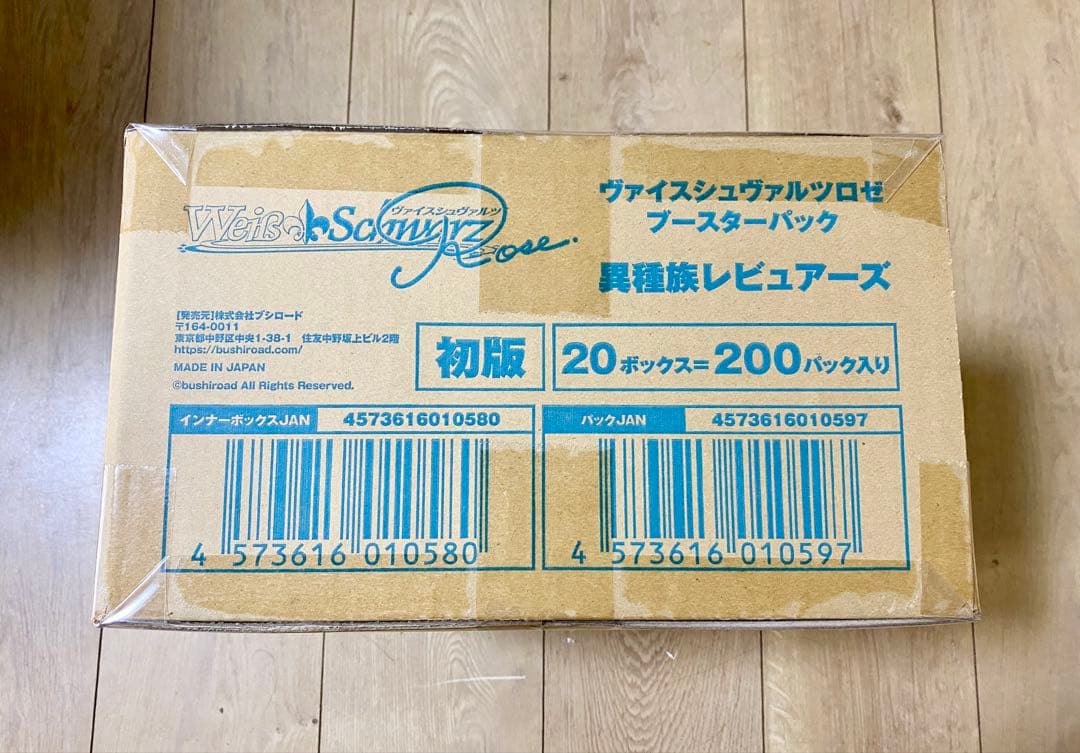 Weiß Schwarz
ヴァイスシュヴァルツ
Rose.
ヴァイスシュヴァルツロゼ
ブースターパック
異種族レビュアーズ
[発売元]株式会社ブシロード
〒164-0011
東京都中野区中央1-38-1 住友中野坂上ビル2階
https://bushiroad.com/
MADE IN JAPAN
©bushiroad All Rights Reserved.
初版
20ボックス=200パック入り
インナーボックスJAN 4573616010580
4 573616 010580
パックJAN 4573616010597
4 573616 010597